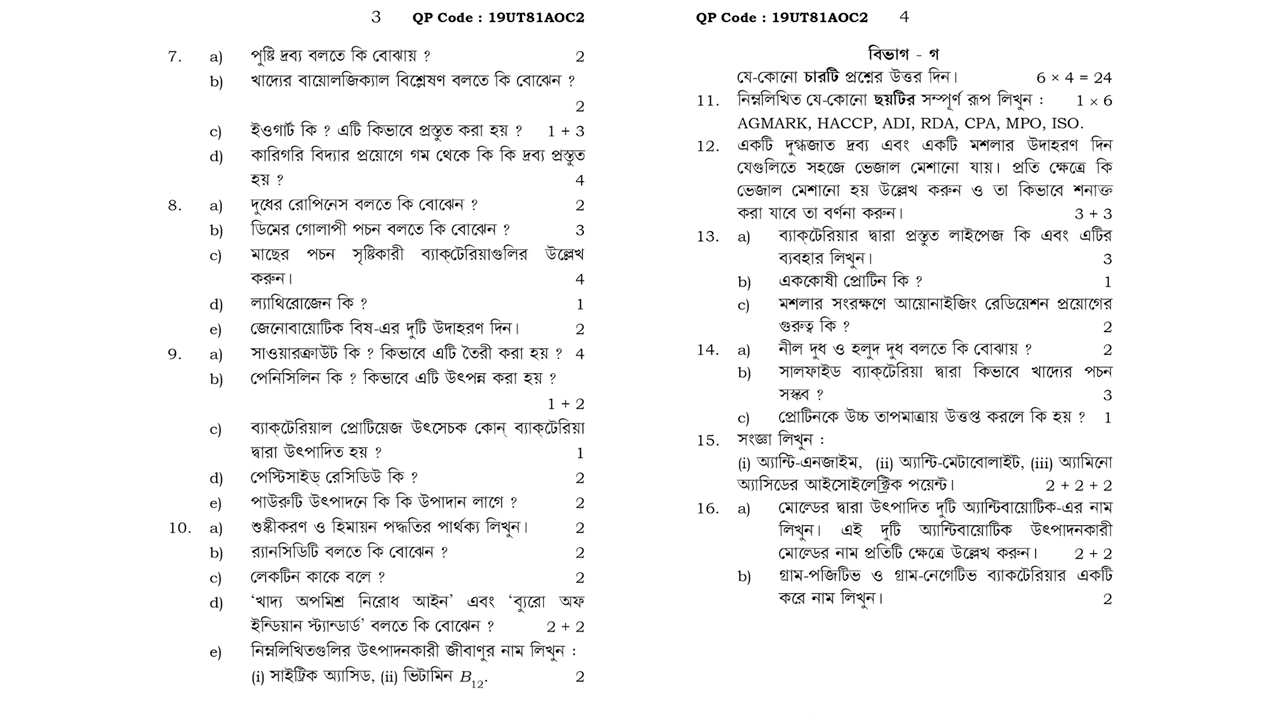 3 QP Code : 19UT81AOC2
7. a) পুষ্টি দ্রব্য বলতে কি বোঝায় ? 2
b) খাদ্যের বায়োলজিক্যাল বিশ্লেষণ বলতে কি বোঝেন ?
2
c) ইওগার্ট কি ? এটি কিভাবে প্রস্তুত করা হয় ? 1 + 3
d) কারিগরি বিদ্যার প্রয়োগে গম থেকে কি কি দ্রব্য প্রস্তুত
হয় ? 4
8. a) দুধের রোপিনেস বলতে কি বোঝেন ? 2
b) ডিমের গোলাপী পচন বলতে কি বোঝেন ? 3
c) মাছের পচন সৃষ্টিকারী ব্যাক্‌টেরিয়াগুলির উল্লেখ
করুন। 4
d) ল্যাথিরোজেন কি ? 1
e) জেনোবায়োটিক বিষ-এর দুটি উদাহরণ দিন। 2
9. a) সাওয়ারক্রাউট কি ? কিভাবে এটি তৈরী করা হয় ? 4
b) পেনিসিলিন কি ? কিভাবে এটি উৎপন্ন করা হয় ?
1 + 2
c) ব্যাক্‌টেরিয়াল প্রোটিয়েজ উৎসেচক কোন্ ব্যাক্‌টেরিয়া
দ্বারা উৎপাদিত হয় ? 1
d) পেস্টিসাইড্ রেসিডিউ কি ? 2
e) পাউরুটি উৎপাদনে কি কি উপাদান লাগে ? 2
10. a) শুষ্কীকরণ ও হিমায়ন পদ্ধতির পার্থক্য লিখুন। 2
b) র‍্যানসিডিটি বলতে কি বোঝেন ? 2
c) লেকটিন কাকে বলে ? 2
d) ‘খাদ্য অপমিশ্র নিরোধ আইন’ এবং ‘ব্যুরো অফ
ইন্ডিয়ান স্ট্যান্ডার্ড’ বলতে কি বোঝেন ? 2 + 2
e) নিম্নলিখিতগুলির উৎপাদনকারী জীবাণুর নাম লিখুন :
(i) সাইট্রিক অ্যাসিড, (ii) ভিটামিন B12. 2
QP Code : 19UT81AOC2 4
বিভাগ - গ
যে-কোনো চারটি প্রশ্নের উত্তর দিন। 6 × 4 = 24
11. নিম্নলিখিত যে-কোনো ছয়টির সম্পূর্ণ রূপ লিখুন : 1 × 6
AGMARK, HACCP, ADI, RDA, CPA, MPO, ISO.
12. একটি দুগ্ধজাত দ্রব্য এবং একটি মশলার উদাহরণ দিন
যেগুলিতে সহজে ভেজাল মেশানো যায়। প্রতি ক্ষেত্রে কি
ভেজাল মেশানো হয় উল্লেখ করুন ও তা কিভাবে শনাক্ত
করা যাবে তা বর্ণনা করুন। 3 + 3
13. a) ব্যাক্‌টেরিয়ার দ্বারা প্রস্তুত লাইপেজ কি এবং এটির
ব্যবহার লিখুন। 3
b) এককোষী প্রোটিন কি ? 1
c) মশলার সংরক্ষণে আয়োনাইজিং রেডিয়েশন প্রয়োগের
গুরুত্ব কি ? 2
14. a) নীল দুধ ও হলুদ দুধ বলতে কি বোঝায় ? 2
b) সালফাইড ব্যাক্‌টেরিয়া দ্বারা কিভাবে খাদ্যের পচন
সম্ভব ? 3
c) প্রোটিনকে উচ্চ তাপমাত্রায় উত্তপ্ত করলে কি হয় ? 1
15. সংজ্ঞা লিখুন :
(i) অ্যান্টি-এনজাইম, (ii) অ্যান্টি-মেটাবোলাইট, (iii) অ্যামিনো
অ্যাসিডের আইসোইলেক্ট্রিক পয়েন্ট। 2 + 2 + 2
16. a) মোল্ডের দ্বারা উৎপাদিত দুটি অ্যান্টিবায়োটিক-এর নাম
লিখুন। এই দুটি অ্যান্টিবায়োটিক উৎপাদনকারী
মোল্ডের নাম প্রতিটি ক্ষেত্রে উল্লেখ করুন। 2 + 2
b) গ্রাম-পজিটিভ ও গ্রাম-নেগেটিভ ব্যাকটেরিয়ার একটি
করে নাম লিখুন। 2